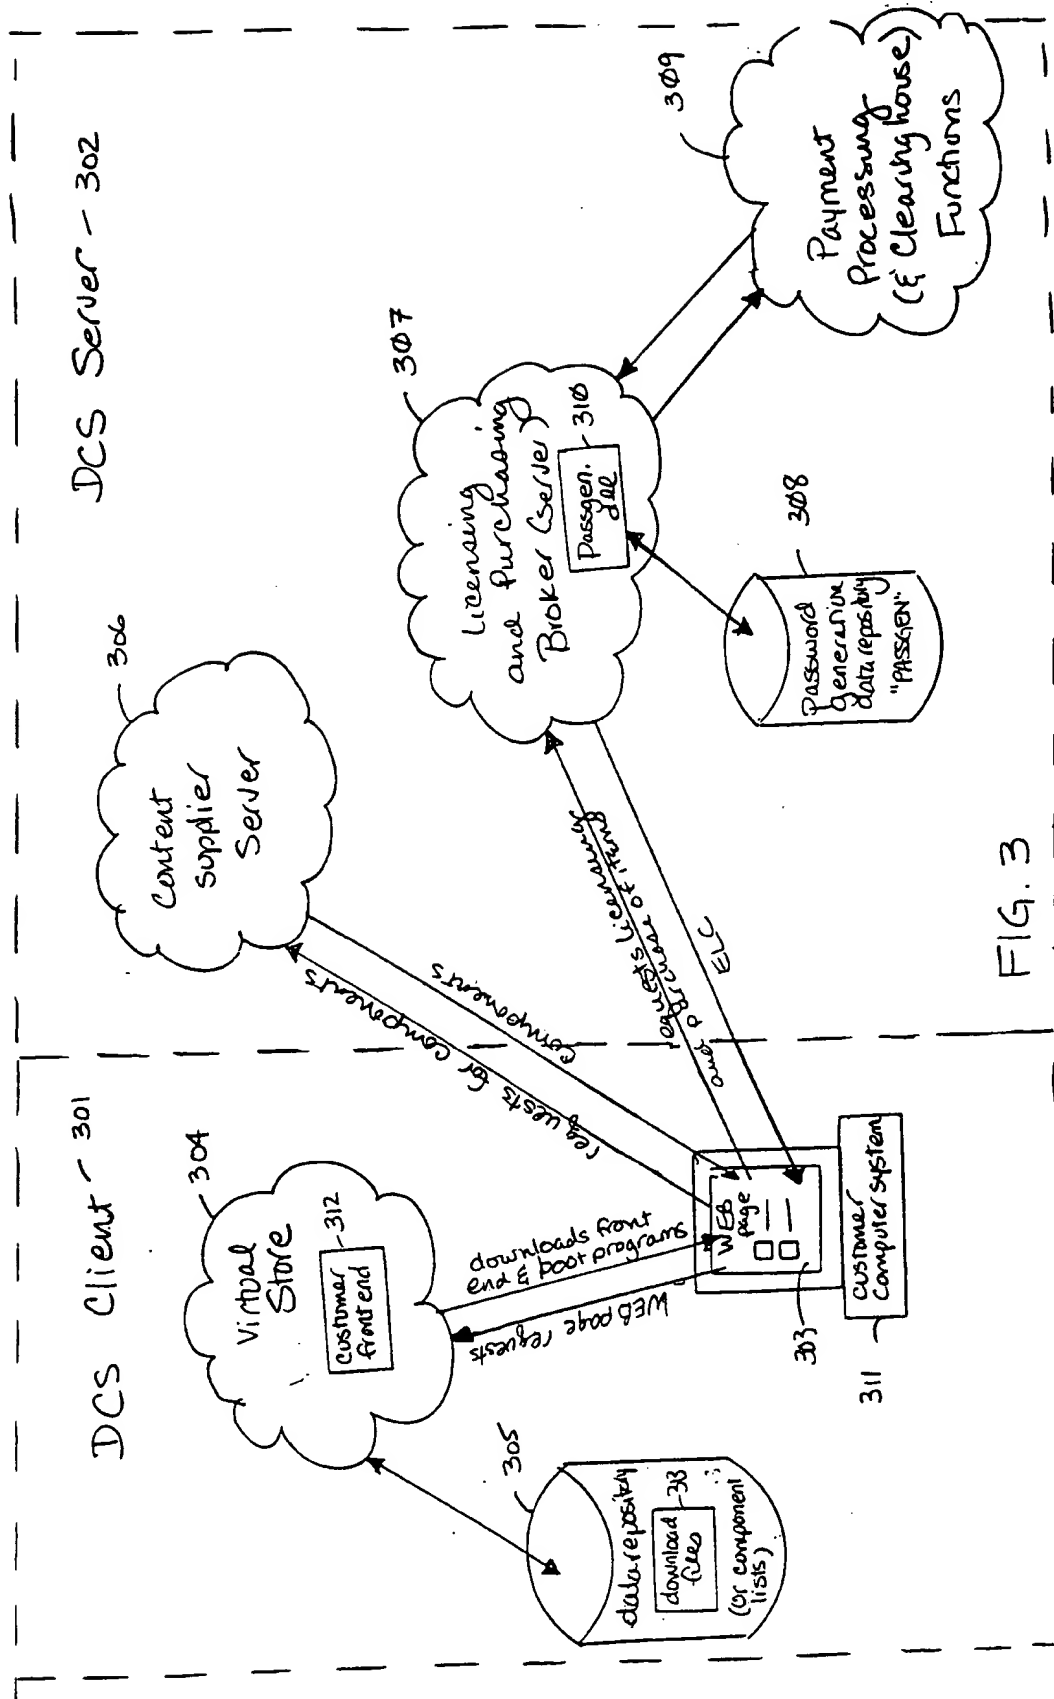 DCS Client - 301
DCS Server - 302
304
Virtual
Store
312
customer
frontend
305
data repository
313
download
files
(or component
lists)
downloads front
end & boot programs
WEB page requests
WEB
page
303
customer
computer system
311
306
Content
Supplier
Server
requests for components
components
307
Licensing
and Purchasing
Broker (server)
310
Passgen.
dll
requests licensing
and purchase of items
ELC
308
Password
generation
data repository
"PASSGEN"
309
Payment
Processing
(& Clearinghouse)
Functions
FIG. 3